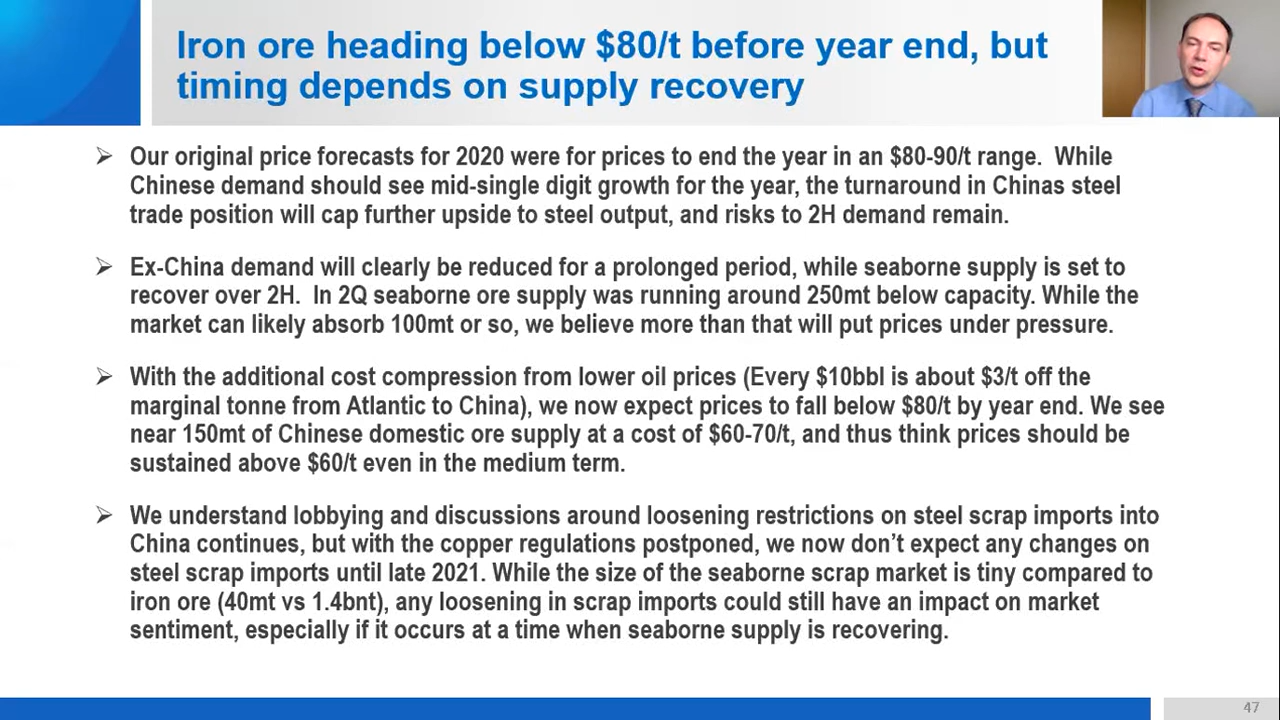 Iron ore heading below $80/t before year end, but
timing depends on supply recovery
Our original price forecasts for 2020 were for prices to end the year in an $80-90/t range.  While
Chinese demand should see mid-single digit growth for the year, the turnaround in Chinas steel
trade position will cap further upside to steel output, and risks to 2H demand remain.
Ex-China demand will clearly be reduced for a prolonged period, while seaborne supply is set to
recover over 2H.  In 2Q seaborne ore supply was running around 250mt below capacity. While the
market can likely absorb 100mt or so, we believe more than that will put prices under pressure.
With the additional cost compression from lower oil prices (Every $10bbl is about $3/t off the
marginal tonne from Atlantic to China), we now expect prices to fall below $80/t by year end. We see
near 150mt of Chinese domestic ore supply at a cost of $60-70/t, and thus think prices should be
sustained above $60/t even in the medium term.
We understand lobbying and discussions around loosening restrictions on steel scrap imports into
China continues, but with the copper regulations postponed, we now don’t expect any changes on
steel scrap imports until late 2021. While the size of the seaborne scrap market is tiny compared to
iron ore (40mt vs 1.4bnt), any loosening in scrap imports could still have an impact on market
sentiment, especially if it occurs at a time when seaborne supply is recovering.
47